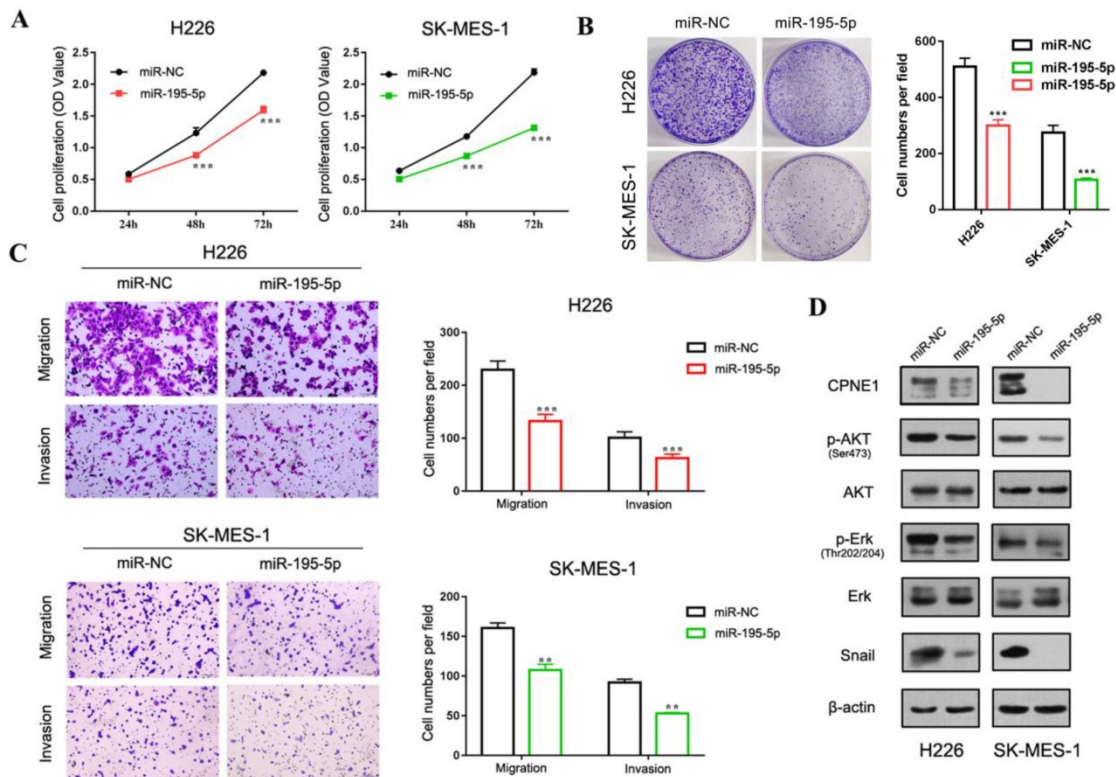 A
H226
SK-MES-1
Cell proliferation (OD Value)
2.5
2.0
1.5
1.0
0.5
0.0
24h
48h
72h
miR-NC
miR-195-5p
***
***
Cell proliferation (OD Value)
2.5
2.0
1.5
1.0
0.5
0.0
24h
48h
72h
miR-NC
miR-195-5p
***
***
B
miR-NC
miR-195-5p
H226
SK-MES-1
Cell numbers per field
600
400
200
0
miR-NC
miR-195-5p
miR-195-5p
***
***
H226
SK-MES-1
C
H226
miR-NC
miR-195-5p
Migration
Invasion
H226
Cell numbers per field
300
200
100
0
miR-NC
miR-195-5p
***
***
Migration
Invasion
SK-MES-1
miR-NC
miR-195-5p
Migration
Invasion
SK-MES-1
Cell numbers per field
200
150
100
50
0
miR-NC
miR-195-5p
**
**
Migration
Invasion
D
miR-NC
miR-195-5p
miR-NC
miR-195-5p
CPNE1
p-AKT
(Ser473)
AKT
p-Erk
(Thr202/204)
Erk
Snail
β-actin
H226
SK-MES-1